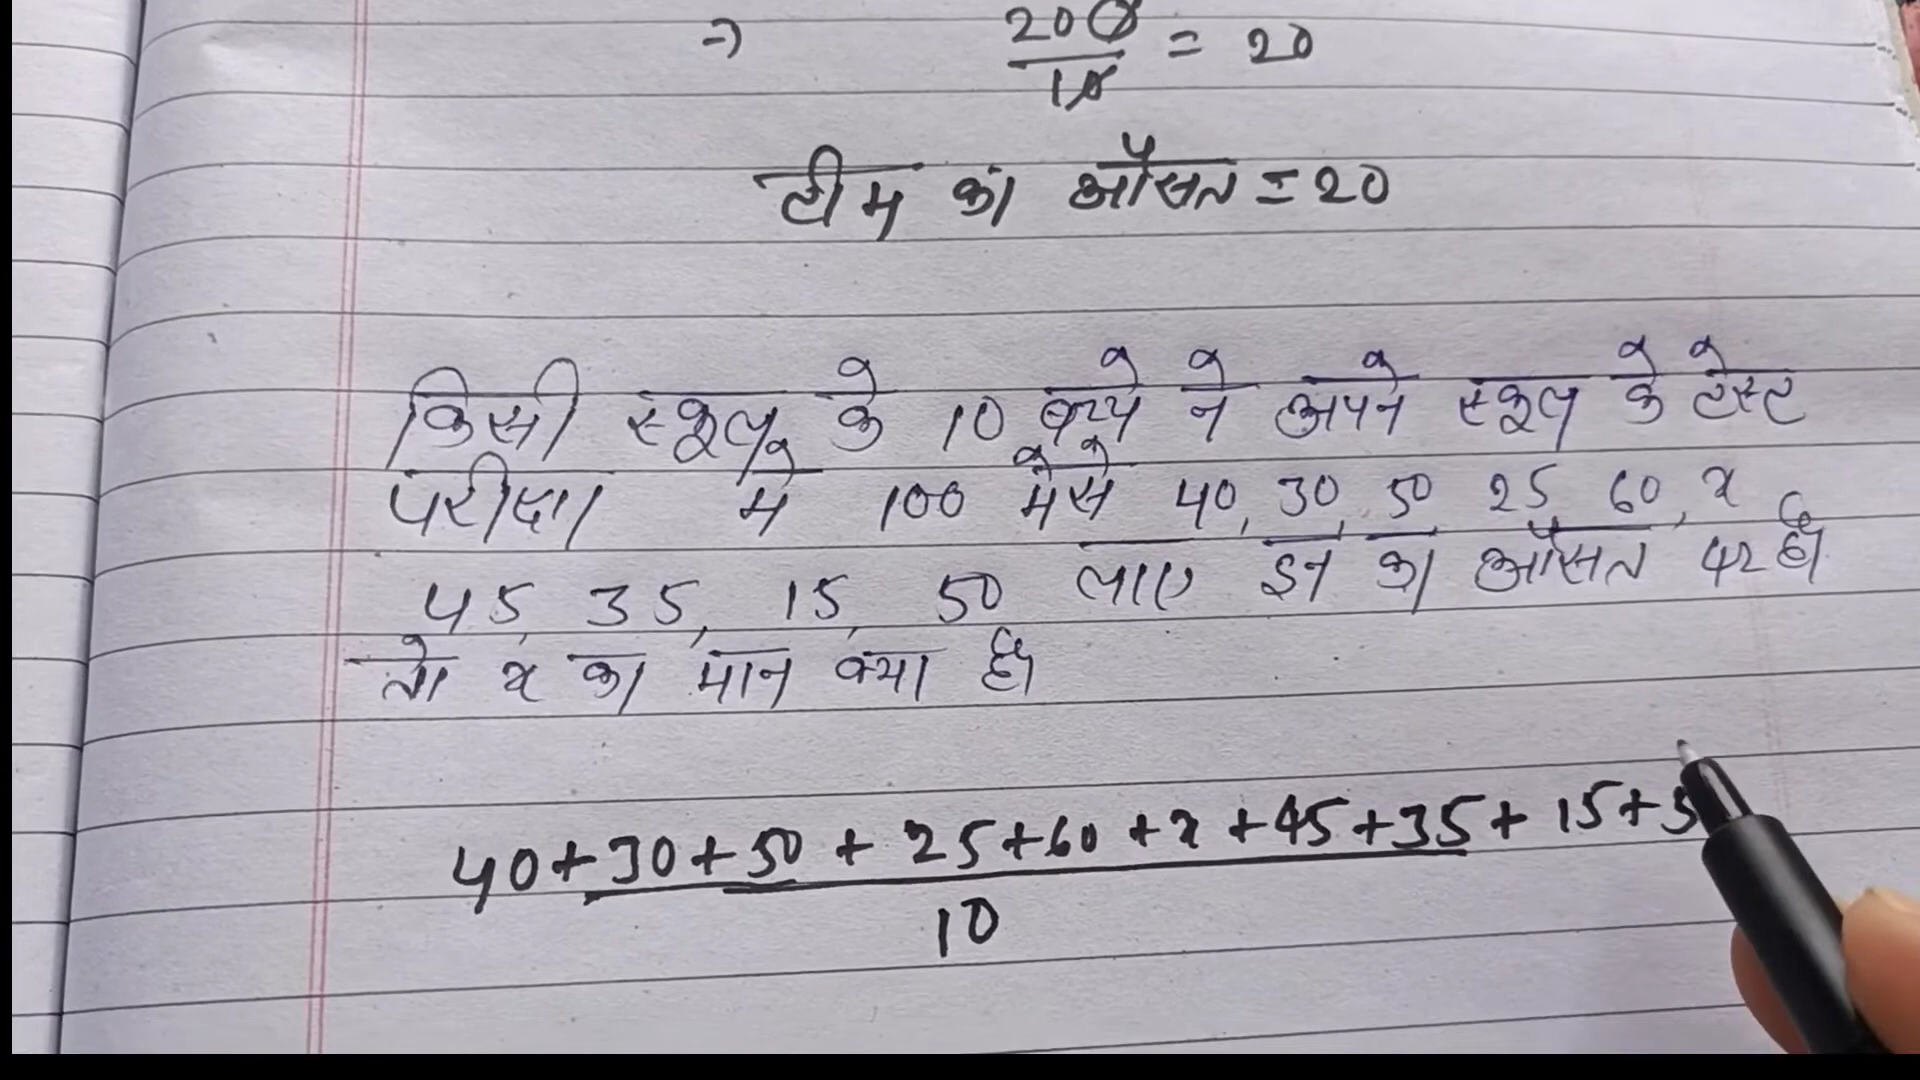 ⇒ 200/10 = 20
टीम का औसत = 20
किसी स्कूल के 10 बच्चे ने अपने स्कूल के टेस्ट
परीक्षा में 100 मेसे 40, 30, 50, 25, 60, x
45, 35, 15, 50 लाए इन का औसत 42 है
तो x का मान क्या है
40+30+50+25+60+x+45+35+15+5
10